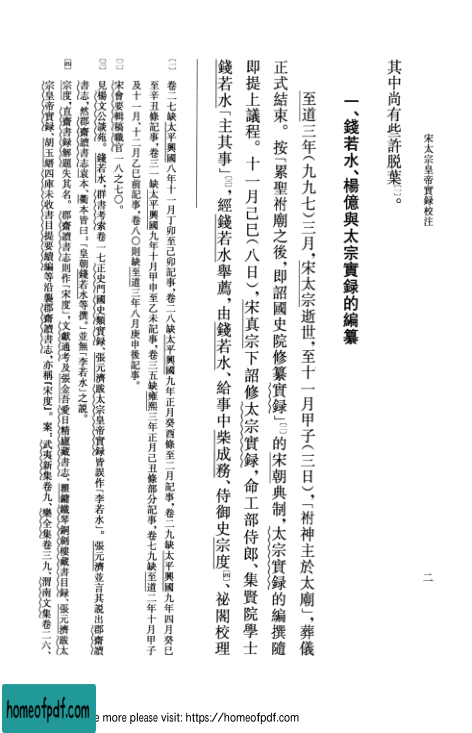 宋太宗皇帝實録校注
二
其中尚有些許脱葉〔一〕。
一、錢若水、楊億與太宗實録的編纂
至道三年（九九七）三月，宋太宗逝世，至十一月甲子（三日），「祔神主於太廟」，葬儀
正式結束。按「累聖祔廟之後，即詔國史院修纂實録」〔二〕的宋朝典制，太宗實録的編撰隨
即提上議程。十一月己巳（八日），宋真宗下詔修太宗實録，命工部侍郎、集賢院學士
錢若水「主其事」〔三〕，經錢若水舉薦，由錢若水、給事中柴成務、侍御史宗度〔四〕、祕閣校理
〔一〕卷二七缺太平興國八年十一月丁卯至己卯記事，卷二八缺太平興國九年正月癸酉條至二月記事，卷二九缺太平興國九年四月癸巳
至辛丑條記事，卷三一缺太平興國九年十月甲申至乙未記事，卷三五缺雍熙三年正月己丑條部分記事，卷七九缺至道二年十月甲子
及十一月、十二月乙巳前記事，卷八〇則缺至道三年八月庚申後記事。
〔二〕宋會要輯稿職官一八之七〇。
〔三〕見楊文公談苑。錢若水，群書考索卷一七正史門國史類實録、張元濟跋太宗皇帝實録皆誤作「李若水」。張元濟並言其説出郡齋讀
書志，然郡齋讀書志袁本、衢本皆曰：「皇朝錢若水等撰。」並無「李若水」之説。
〔四〕宗度，直齋書録解題失其名。郡齋讀書志則作「宋度」，文獻通考及張金吾愛日精廬藏書志、瞿鏞鐵琴銅劍樓藏書目録、張元濟跋太
宗皇帝實録、胡玉縉四庫未收書目提要續編等沿襲郡齋讀書志，亦稱「宋度」。案：武夷新集卷九、樂全集卷三九、渭南文集卷二六、
homeofpdf.com
e more please visit: https://homeofpdf.com